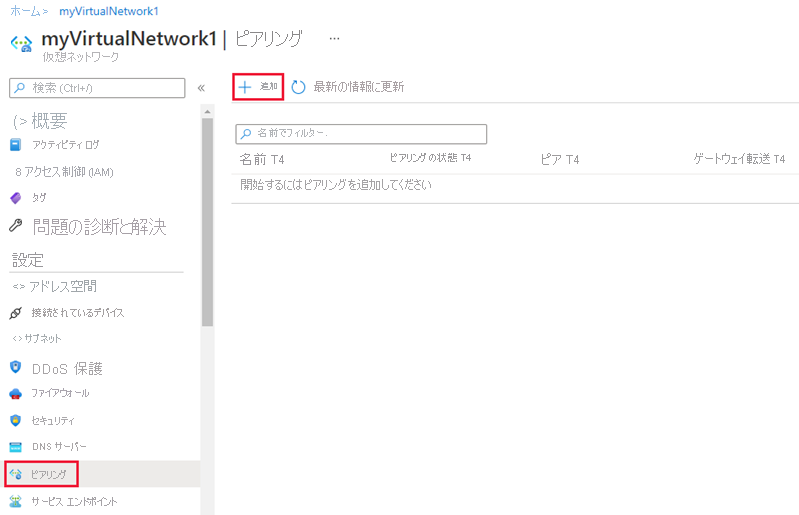 ホーム> myVirtualNetwork1
myVirtualNetwork1 | ピアリング ...
仮想ネットワーク
検索 (Ctrl+/) «
(> 概要
アクティビティ ログ
8 アクセス制御 (IAM)
タグ
問題の診断と解決
設定
<> アドレス空間
接続されているデバイス
<> サブネット
DDoS 保護
ファイアウォール
セキュリティ
DNS サーバー
ピアリング
サービス エンドポイント
+ 追加 最新の情報に更新
名前でフィルター.
名前 T4 ピアリングの状態 T4 ピア T4 ゲートウェイ転送 T4
開始するにはピアリングを追加してください